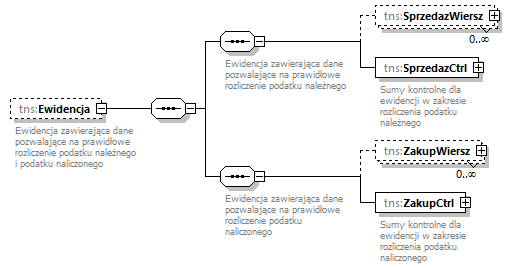 tns:SprzedazWiersz
0..∞
Ewidencja zawierająca dane
pozwalające na prawidłowe
rozliczenie podatku należnego
tns:SprzedazCtrl
Sumy kontrolne dla
ewidencji w zakresie
rozliczenia podatku
należnego
tns:Ewidencja
Ewidencja zawierająca dane
pozwalające na prawidłowe
rozliczenie podatku należnego
i podatku naliczonego
tns:ZakupWiersz
0..∞
Ewidencja zawierająca dane
pozwalające na prawidłowe
rozliczenie podatku
naliczonego
tns:ZakupCtrl
Sumy kontrolne dla
ewidencji w zakresie
rozliczenia podatku
naliczonego